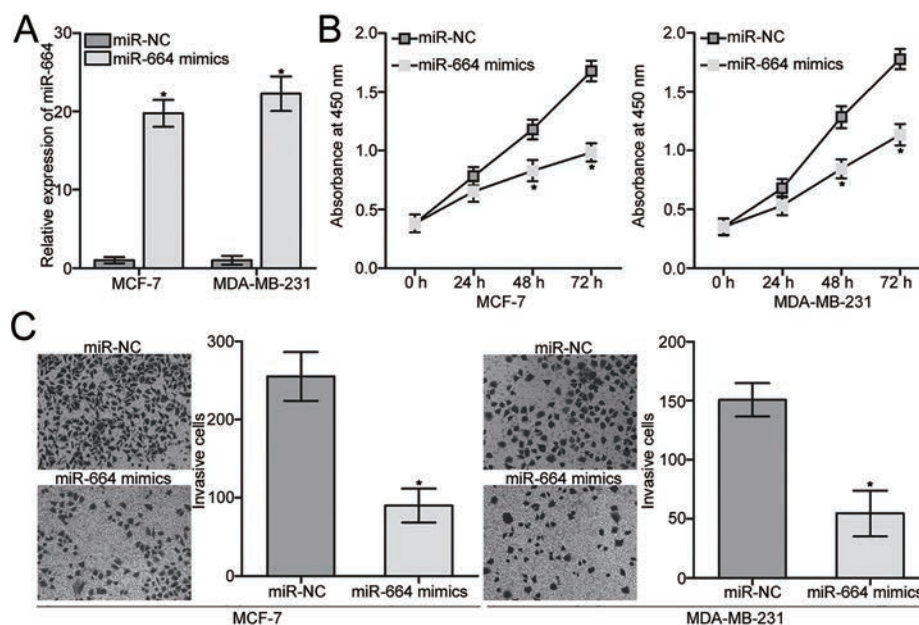 A
Relative expression of miR-664
30
20
10
0
miR-NC
miR-664 mimics
*
*
MCF-7
MDA-MB-231
B
Absorbance at 450 nm
2.0
1.5
1.0
0.5
0.0
miR-NC
miR-664 mimics
*
*
0 h 24 h 48 h 72 h
MCF-7
Absorbance at 450 nm
2.0
1.5
1.0
0.5
0.0
miR-NC
miR-664 mimics
*
*
0 h 24 h 48 h 72 h
MDA-MB-231
C
miR-NC
miR-664 mimics
Invasive cells
300
200
100
0
*
miR-NC miR-664 mimics
MCF-7
miR-NC
miR-664 mimics
Invasive cells
200
150
100
50
0
*
miR-NC miR-664 mimics
MDA-MB-231